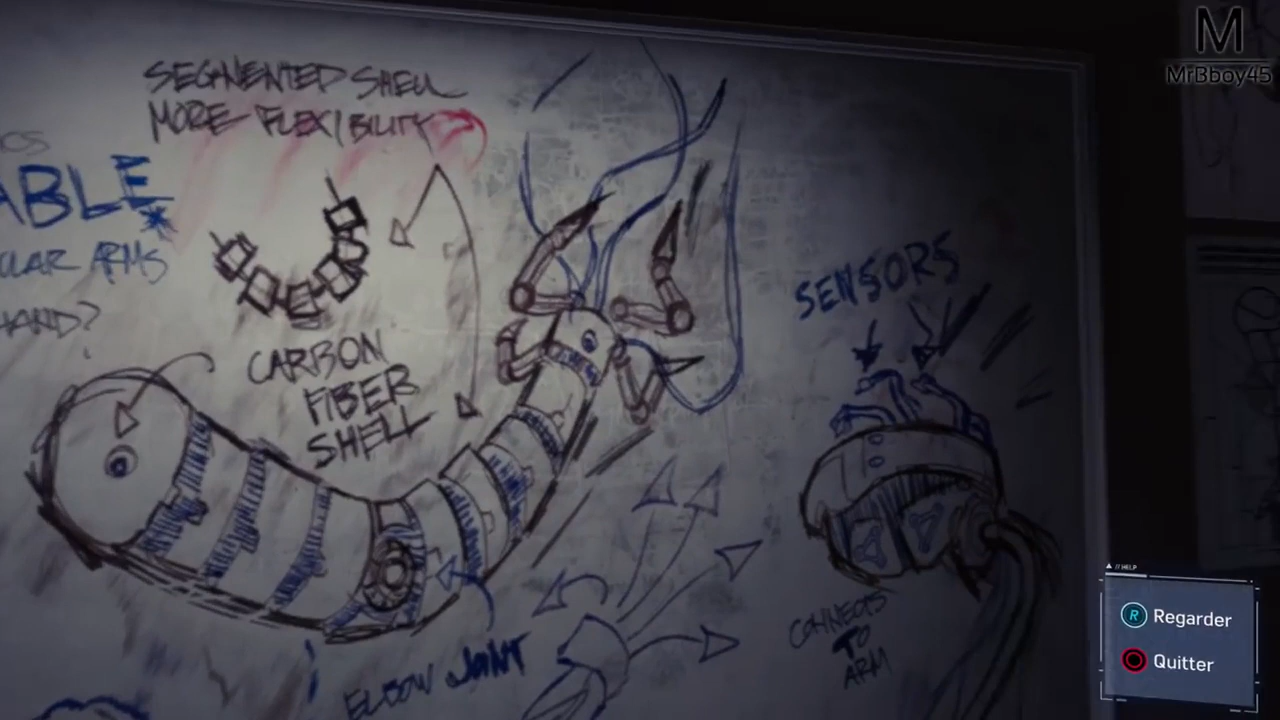 SEGMENTED SHELL
MORE FLEXIBILITY
ABLE
ARMS
HAND?
CARBON
FIBER
SHELL
SENSORS
ELBOW JOINT
CONNECTS
TO
ARM
M
MrBboy45
// HELP
R Regarder
Quitter